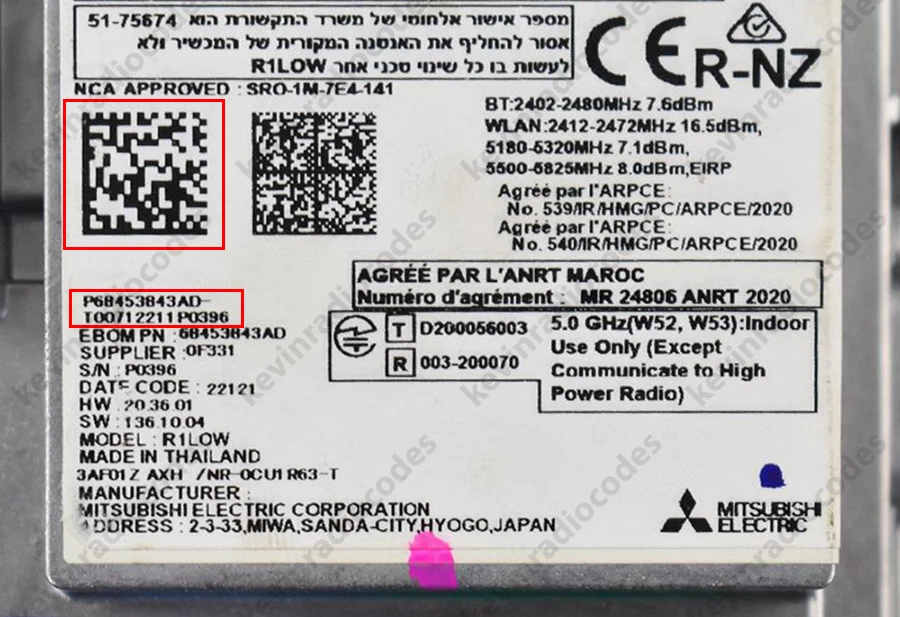 מספר אישור אלחוטי של משרד התקשורת הוא 51-75674
אסור להחליף את האנטנה המקורית של המכשיר ולא
לעשות בו כל שינוי טכני אחר R1LOW
CE R-NZ
NCA APPROVED : SRO-1M-7E4-141
BT:2402-2480MHz 7.6dBm
WLAN:2412-2472MHz 16.5dBm,
5180-5320MHz 7.1dBm,
5500-5825MHz 8.0dBm,EIRP
Agréé par l'ARPCE:
No. 539/IR/HMG/PC/ARPCE/2020
Agréé par l'ARPCE:
No. 540/IR/HMG/PC/ARPCE/2020
AGRÉÉ PAR L'ANRT MAROC
Numéro d'agrément : MR 24806 ANRT 2020
T D200056003
R 003-200070
5.0 GHz(W52, W53):Indoor
Use Only (Except
Communicate to High
Power Radio)
P68453843AD-
T00712211P0396
EBOM PN : 68453843AD
SUPPLIER : 0F331
S/N : P0396
DATE CODE : 22121
HW : 20.36.01
SW : 136.10.04
MODEL : R1LOW
MADE IN THAILAND
3AF01Z AXH /NR-0CU1R63-T
MANUFACTURER :
MITSUBISHI ELECTRIC CORPORATION
ADDRESS : 2-3-33,MIWA,SANDA-CITY,HYOGO,JAPAN
MITSUBISHI
ELECTRIC
kevinradiocodes